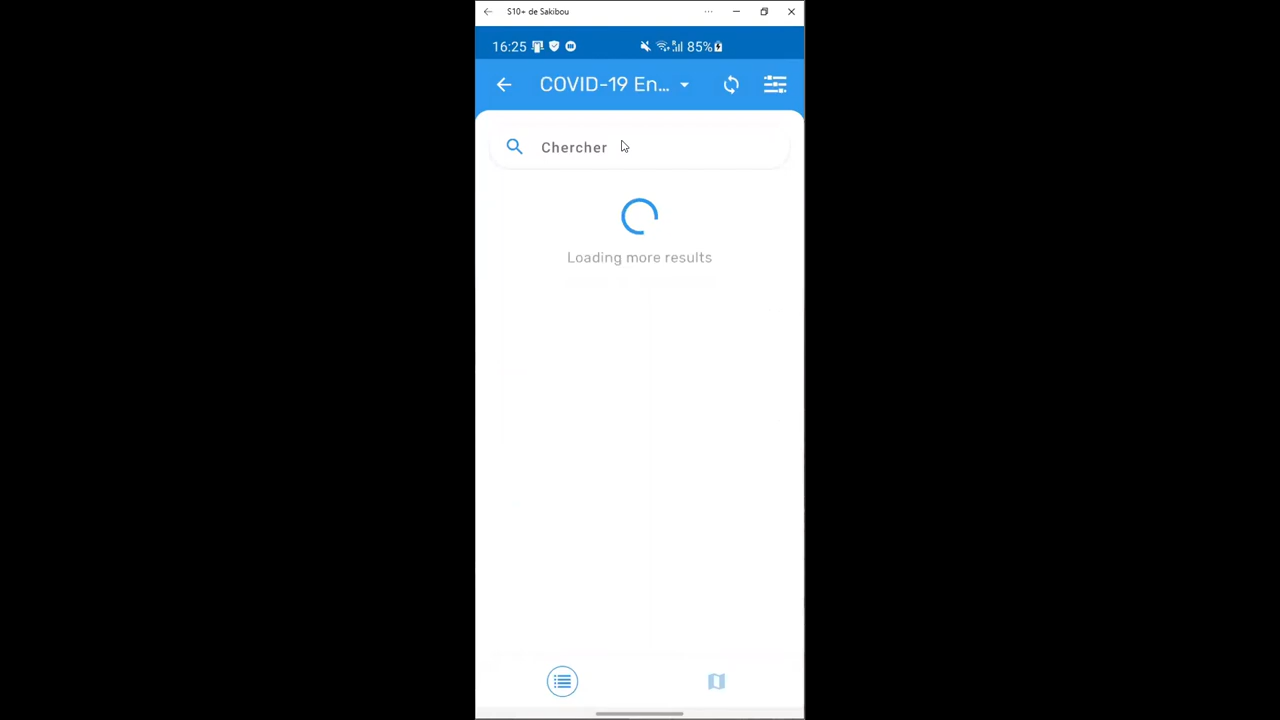 S10+ de Sakibou
16:25 85%
COVID-19 En...
Chercher
Loading more results